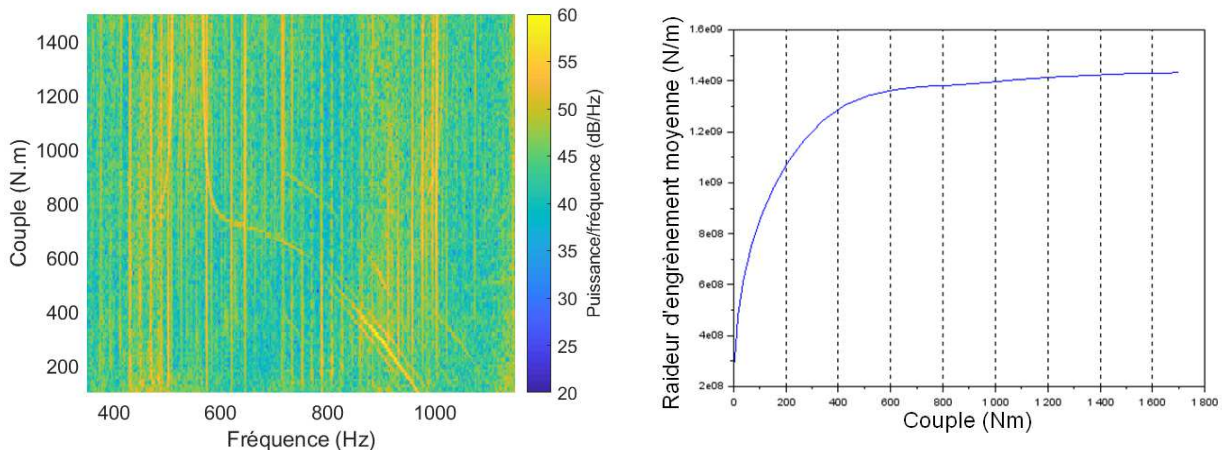 1400
1200
1000
800
600
400
200
Couple (N.m)
400
600
800
1000
Fréquence (Hz)
60
55
50
45
40
35
30
25
20
Puissance/fréquence (dB/Hz)
Raideur d'engrènement moyenne (N/m)
1.6e09
1.4e09
1.2e09
1e09
8e08
6e08
4e08
2e08
0
200
400
600
800
1 000
1 200
1 400
1 600
1 800
Couple (Nm)